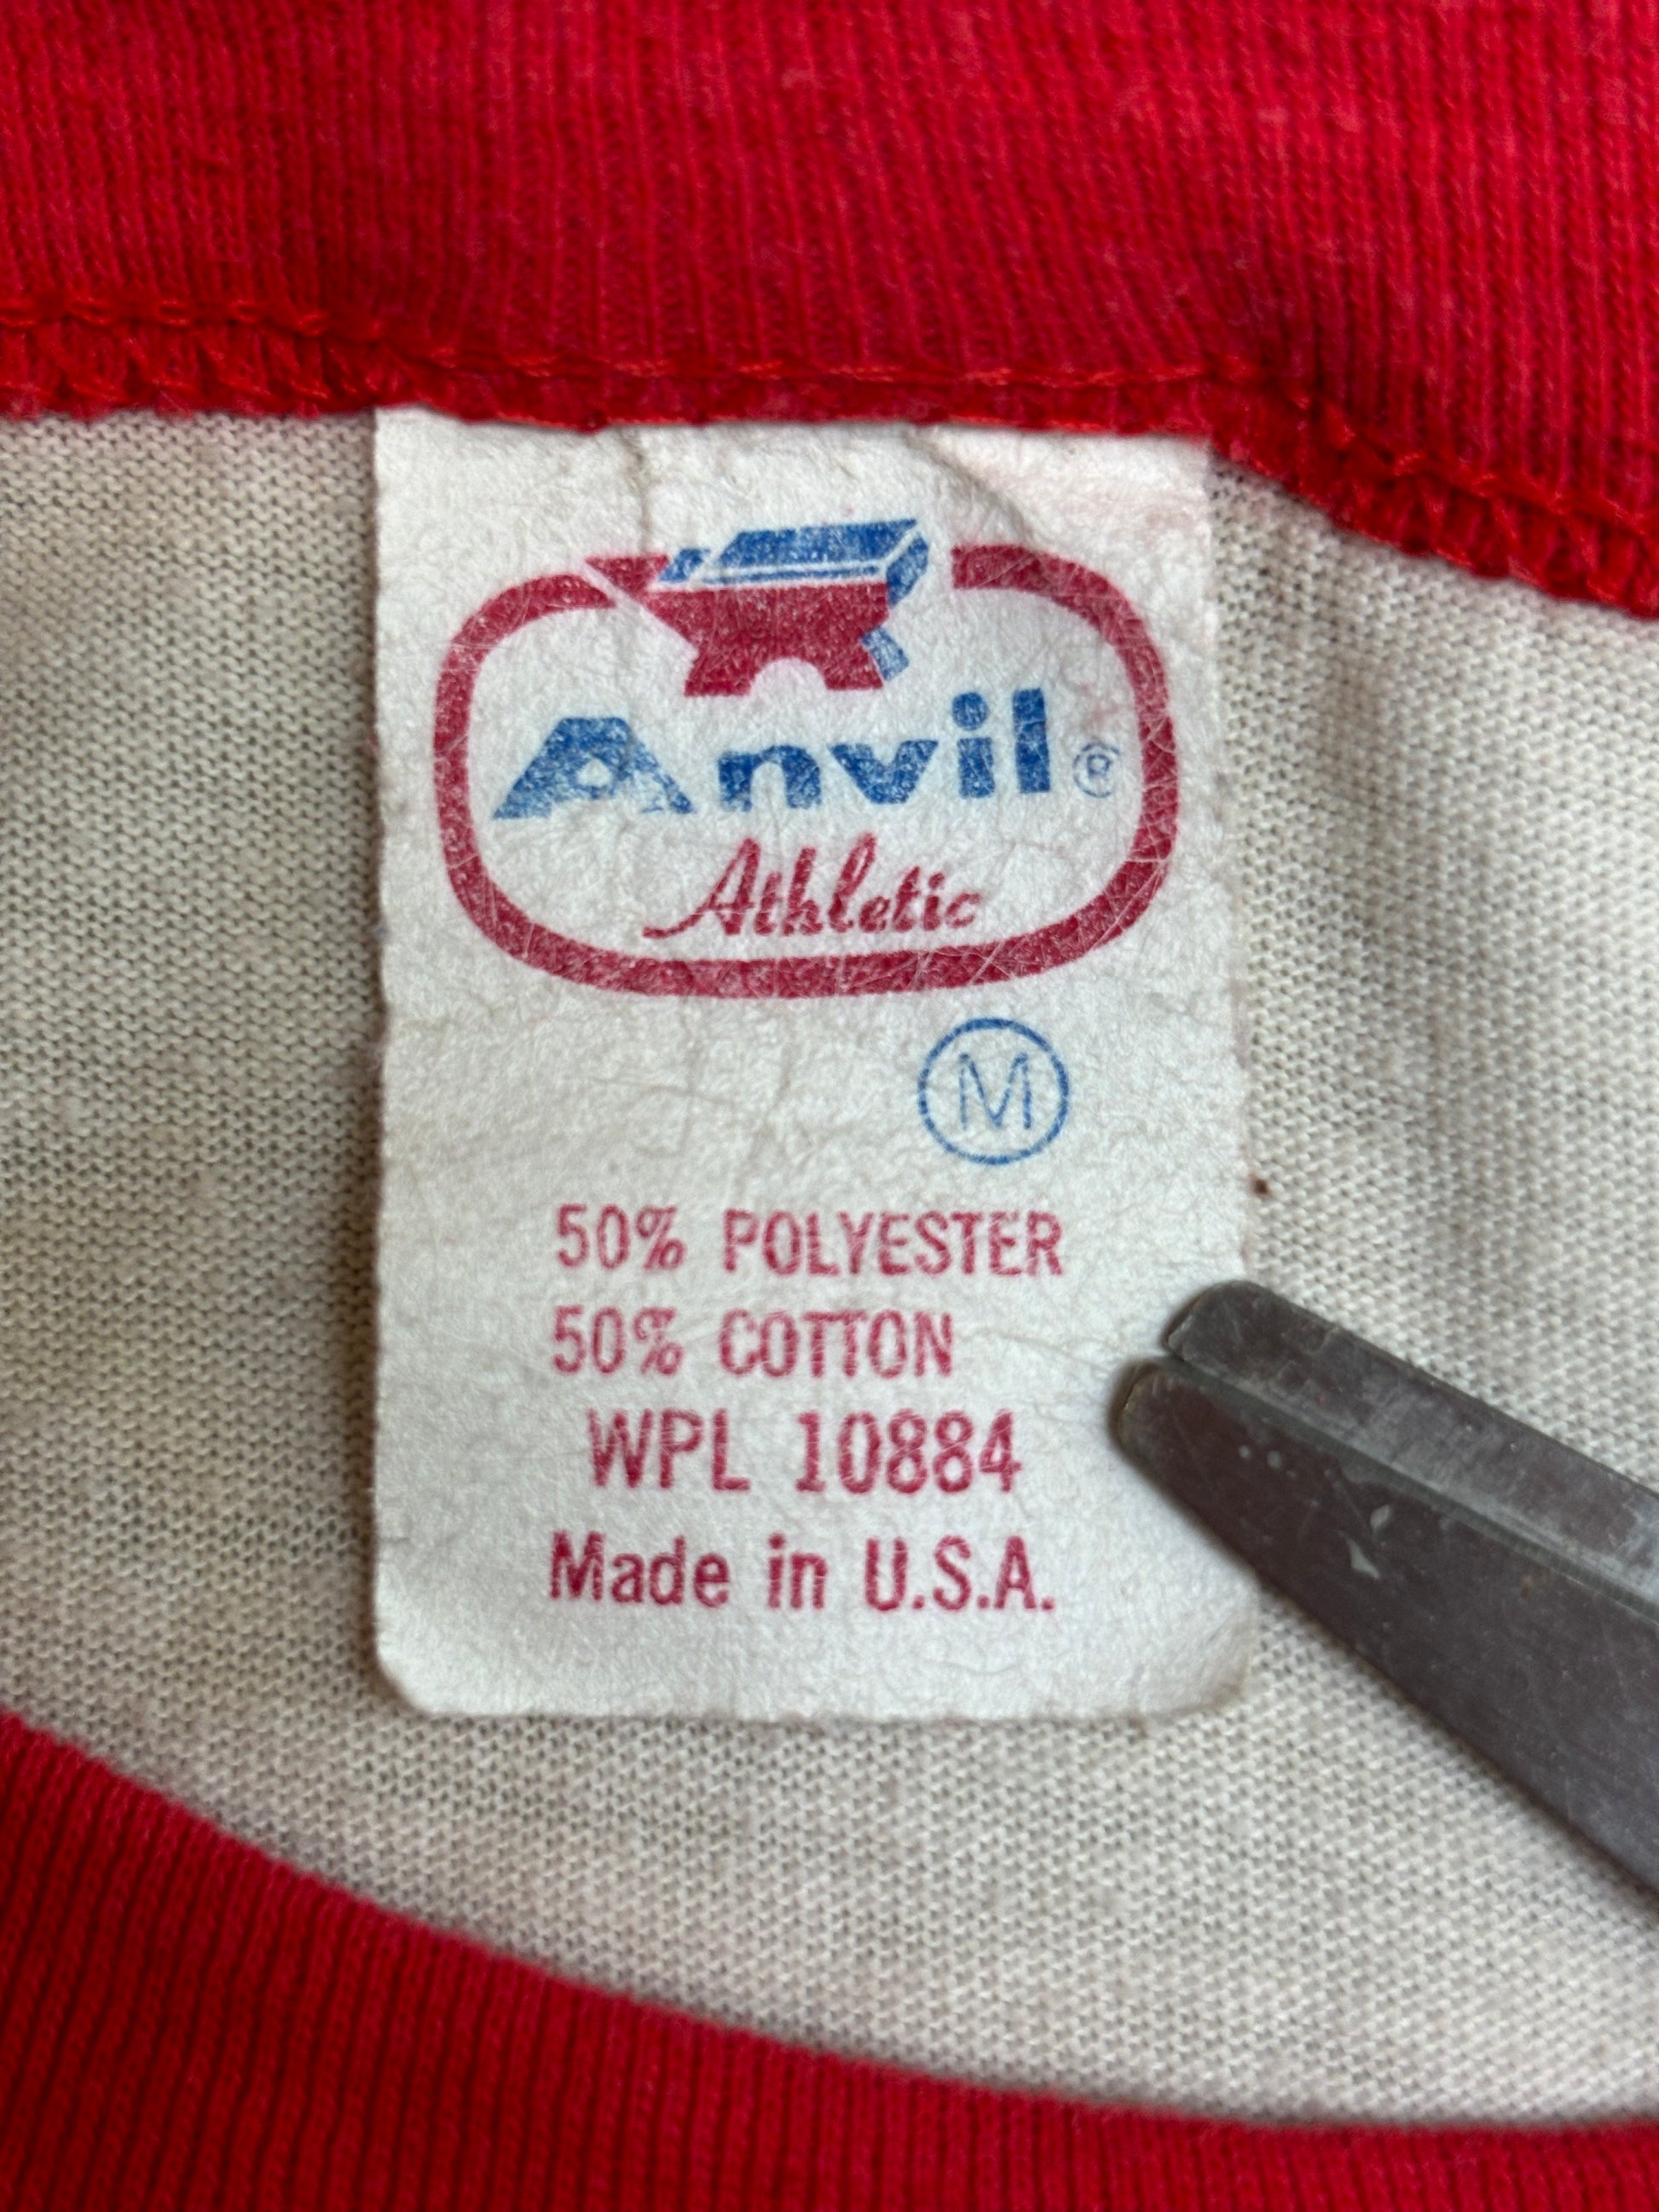 Anvil®
Athletic
M
50% POLYESTER
50% COTTON
WPL 10884
Made in U.S.A.